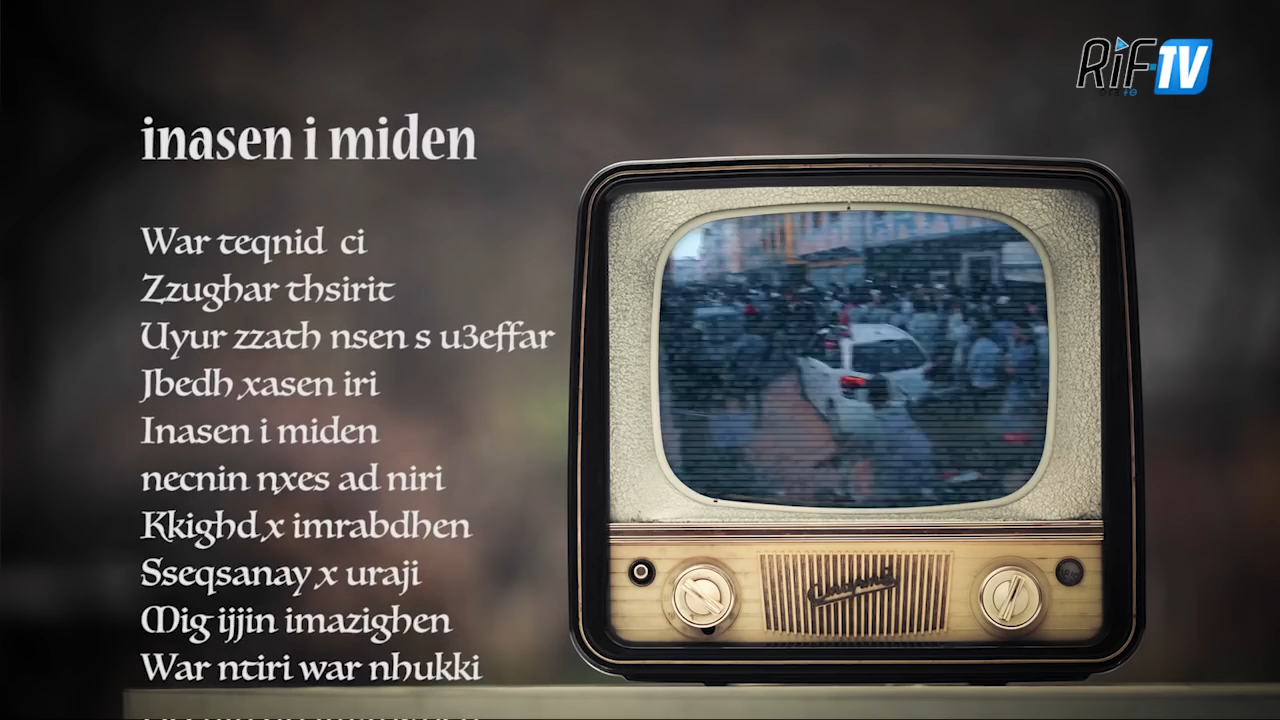 RiF TV
inasen i miden
War teqnid ci
Zzughar thsirit
Uyur zzath nsen s u3effar
Jbedh xasen iri
Inasen i miden
necnin nxes ad niri
Kkighd x imrabdhen
Sseqsanay x uraji
Mig ijjin imazighen
War ntiri war nhukki